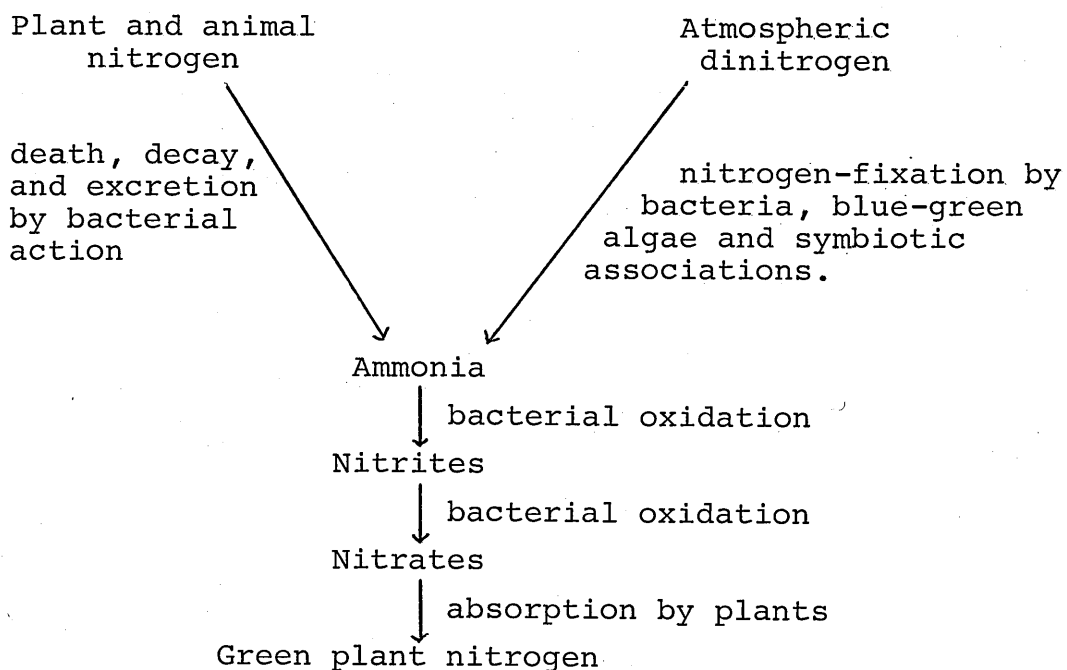 Plant and animal
nitrogen
Atmospheric
dinitrogen
death, decay,
and excretion
by bacterial
action
nitrogen-fixation by
bacteria, blue-green
algae and symbiotic
associations.
Ammonia
bacterial oxidation
Nitrites
bacterial oxidation
Nitrates
absorption by plants
Green plant nitrogen